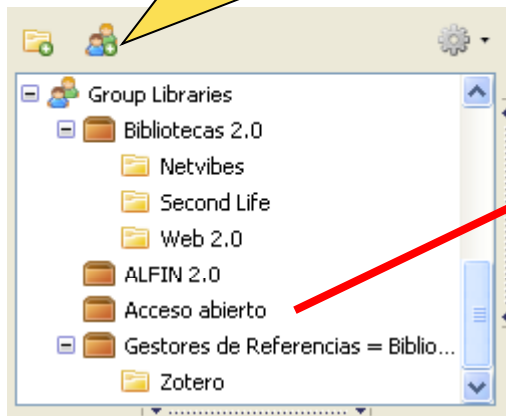 Group Libraries
Bibliotecas 2.0
Netvibes
Second Life
Web 2.0
ALFIN 2.0
Acceso abierto
Gestores de Referencias = Biblio...
Zotero